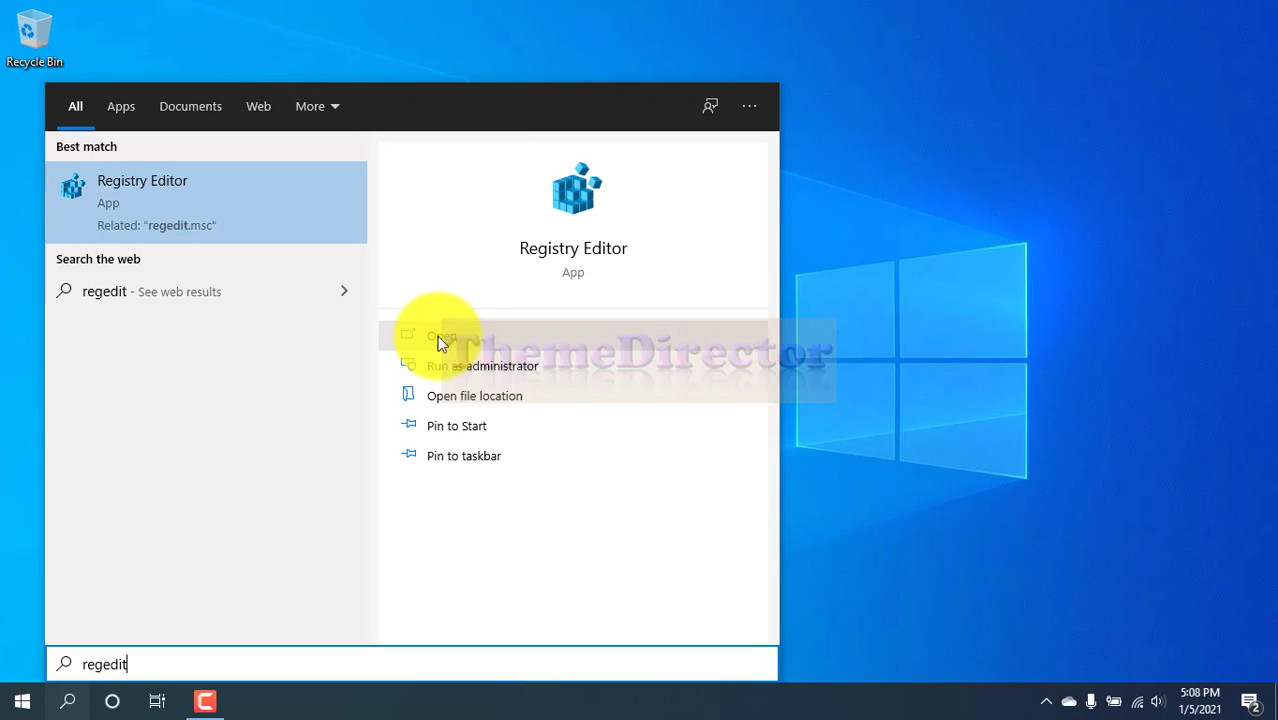 Recycle Bin
All Apps Documents Web More
Best match
Registry Editor
App
Related: "regedit.msc"
Search the web
regedit - See web results
Registry Editor
App
Open
ThemeDirector
Run as administrator
Open file location
Pin to Start
Pin to taskbar
regedit
5:08 PM
1/5/2021
2